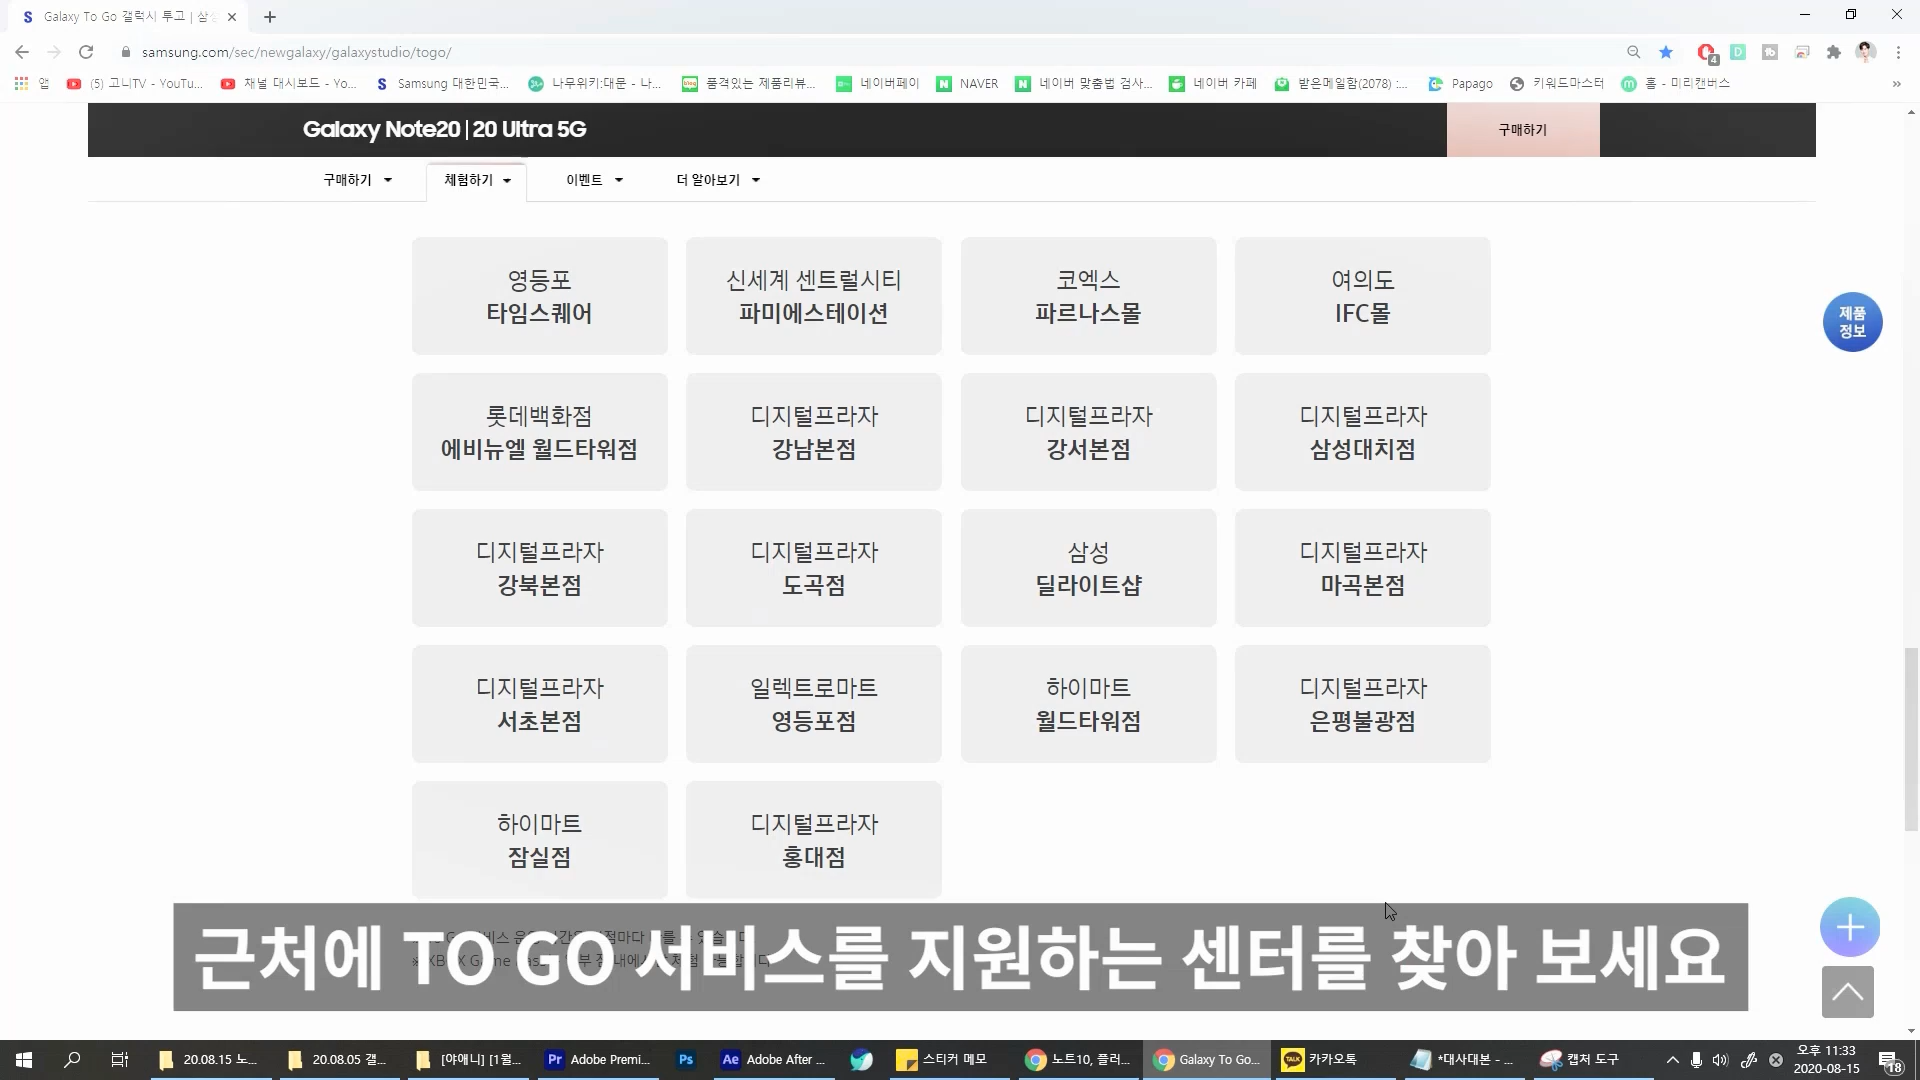 Galaxy To Go 갤럭시 투고 | 삼성
samsung.com/sec/newgalaxy/galaxystudio/togo/
앱
(5) 고니TV - YouTu...
채널 대시보드 - Yo...
Samsung 대한민국...
나무위키:대문 - 나...
품격있는 제품리뷰...
네이버페이
NAVER
네이버 맞춤법 검사...
네이버 카페
받은메일함(2078) :...
Papago
키워드마스터
홈 - 미리캔버스
Galaxy Note20 | 20 Ultra 5G
구매하기
구매하기
체험하기
이벤트
더 알아보기
영등포
타임스퀘어
신세계 센트럴시티
파미에스테이션
코엑스
파르나스몰
여의도
IFC몰
제품
정보
롯데백화점
에비뉴엘 월드타워점
디지털프라자
강남본점
디지털프라자
강서본점
디지털프라자
삼성대치점
디지털프라자
강북본점
디지털프라자
도곡점
삼성
딜라이트샵
디지털프라자
마곡본점
디지털프라자
서초본점
일렉트로마트
영등포점
하이마트
월드타워점
디지털프라자
은평불광점
하이마트
잠실점
디지털프라자
홍대점
근처에 TO GO 서비스를 지원하는 센터를 찾아 보세요
20.08.15 노...
20.08.05 갤...
[야애니] [1월...
Adobe Premi...
Adobe After ...
스티커 메모
노트10, 플러...
Galaxy To Go...
카카오톡
*대사대본 - ...
캡처 도구
오후 11:33
2020-08-15
18